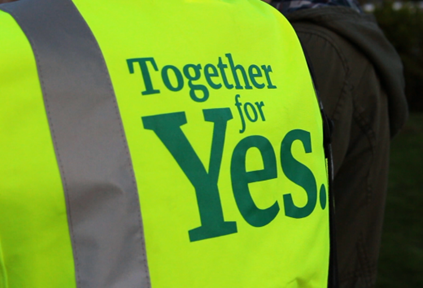 Together
for
Yes.